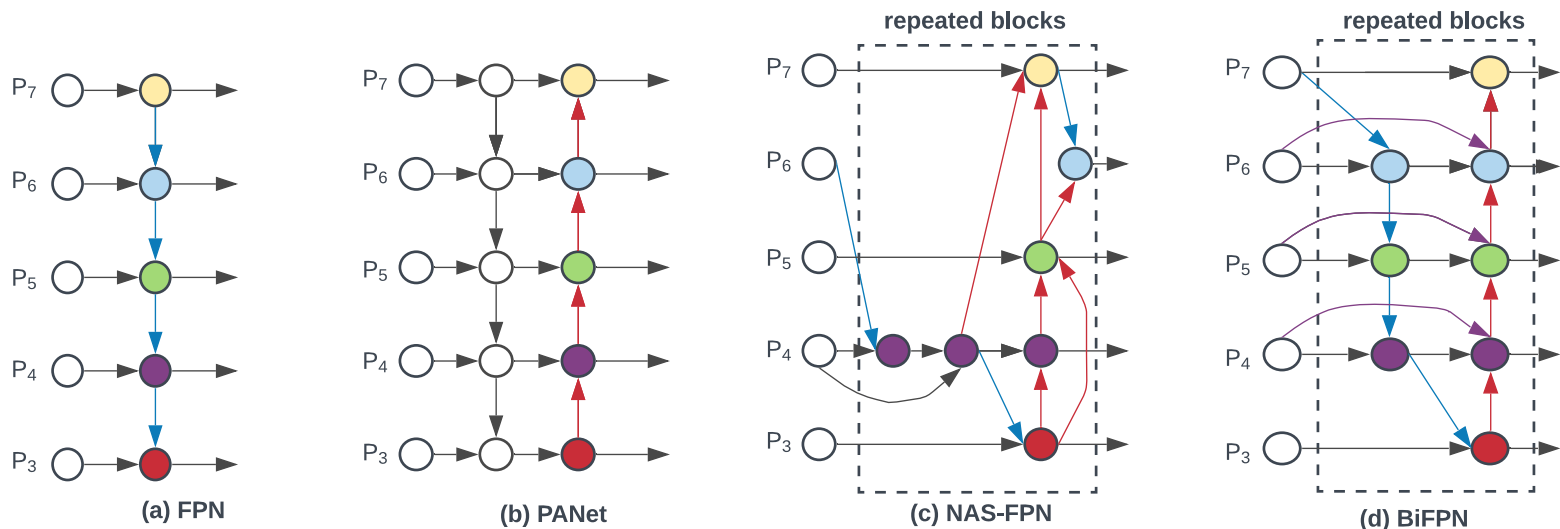 repeated blocks
repeated blocks
P7
P6
P5
P4
P3
(a) FPN
P7
P6
P5
P4
P3
(b) PANet
P7
P6
P5
P4
P3
(c) NAS-FPN
P7
P6
P5
P4
P3
(d) BiFPN